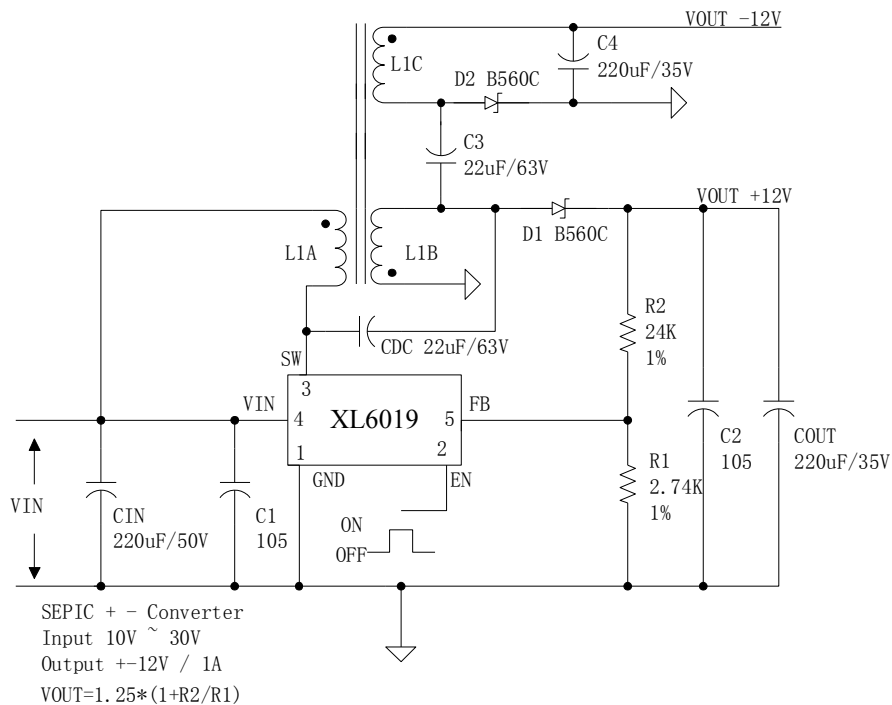 VOUT -12V
C4
220uF/35V
L1C
D2 B560C
C3
22uF/63V
VOUT +12V
D1 B560C
L1A
L1B
R2
24K
1%
CDC 22uF/63V
SW
3
VIN
4
XL6019
5
FB
1
2
GND
EN
C2
105
COUT
220uF/35V
R1
2.74K
1%
VIN
CIN
220uF/50V
C1
105
ON
OFF
SEPIC + - Converter
Input 10V ~ 30V
Output +-12V / 1A
VOUT=1.25*(1+R2/R1)